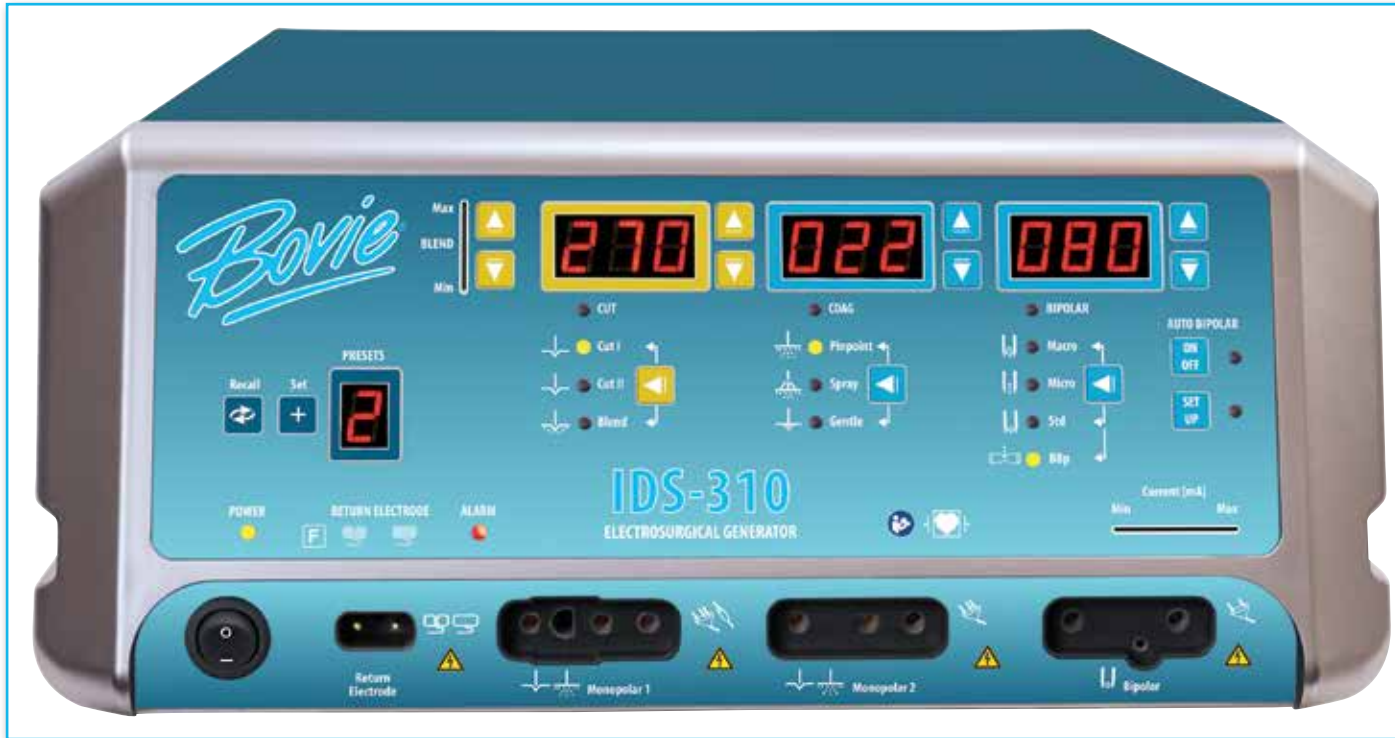 Bovie
Max
BLEND
Min
270
022
080
CUT
COAG
BIPOLAR
Cut I
Cut II
Blend
Pinpoint
Spray
Gentle
Macro
Micro
Std
BBp
AUTO BIPOLAR
ON
OFF
SET
UP
PRESETS
Recall
Set
+
2
IDS-310
ELECTROSURGICAL GENERATOR
POWER
RETURN ELECTRODE
ALARM
F
Current [mA]
Min
Max
Return
Electrode
Monopolar 1
Monopolar 2
Bipolar